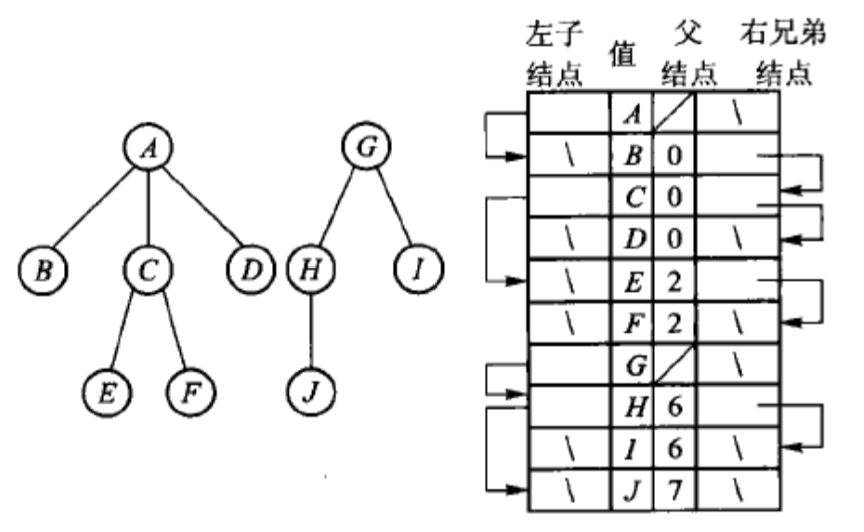 A
G
B
C
D
H
I
E
F
J
左子结点 值 父结点 右兄弟结点
A \
\ B 0
C 0
\ D 0 \
\ E 2
\ F 2 \
G \
H 6
\ I 6 \
\ J 7 \